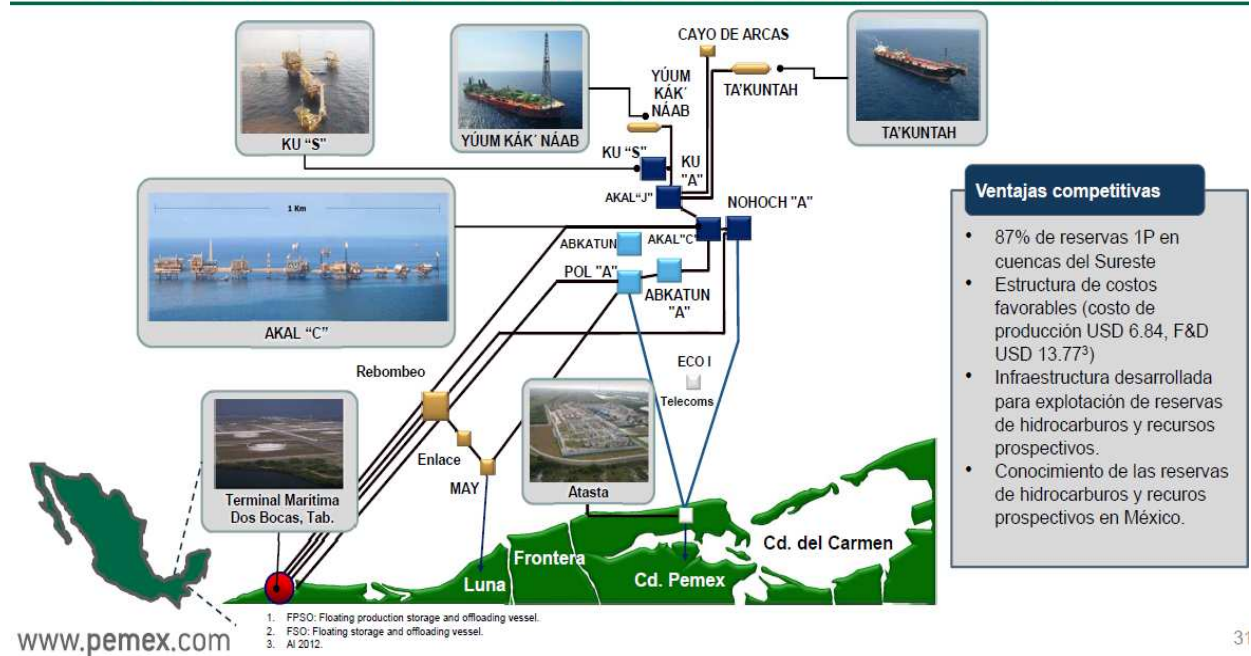 CAYO DE ARCAS
YÚUM
KÁK´
NÁAB
TA'KUNTAH
KU “S”
YÚUM KÁK´ NÁAB
TA'KUNTAH
KU “S”
KU
"A"
AKAL“J”
NOHOCH "A"
1 Km
AKAL “C”
ABKATUN
AKAL"C"
POL "A"
ABKATUN
"A"
Ventajas competitivas
• 87% de reservas 1P en
cuencas del Sureste
• Estructura de costos
favorables (costo de
producción USD 6.84, F&D
USD 13.77³)
• Infraestructura desarrollada
para explotación de reservas
de hidrocarburos y recursos
prospectivos.
• Conocimiento de las reservas
de hidrocarburos y recuros
prospectivos en México.
Rebombeo
ECO I
Telecoms
Enlace
MAY
Terminal Maritima
Dos Bocas, Tab.
Atasta
Luna
Frontera
Cd. Pemex
Cd. del Carmen
1. FPSO: Floating production storage and offloading vessel.
2. FSO: Floating storage and offloading vessel.
3. Al 2012.
www.pemex.com
31